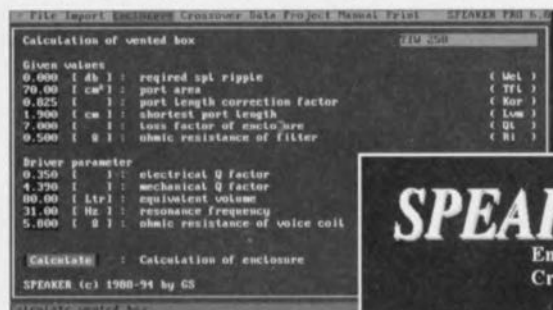 File Import Enclosure Crossover Data Project Manual Print SPEAKER PRO 6.0
Calculation of vented box
TIW 250
Given values
0.000 [ db ] : reqired spl ripple ( Wel )
70.00 [ cm² ] : port area ( Tfl )
0.825 [ ] : port length correction factor ( Kor )
1.900 [ cm ] : shortest port length ( Lvm )
7.000 [ ] : loss factor of enclosure ( Ql )
0.500 [ Ω ] : ohmic resistance of filter ( Ri )
Driver parameter
0.350 [ ] : electrical Q factor
4.390 [ ] : mechanical Q factor
80.00 [ Ltr] : equivalent volume
31.00 [ Hz ] : resonance frequency
5.800 [ Ω ] : ohmic resistance of voice coil
Calculate : Calculation of enclosure
SPEAKER (c) 1988-94 by GS
SPEA
En
Cr